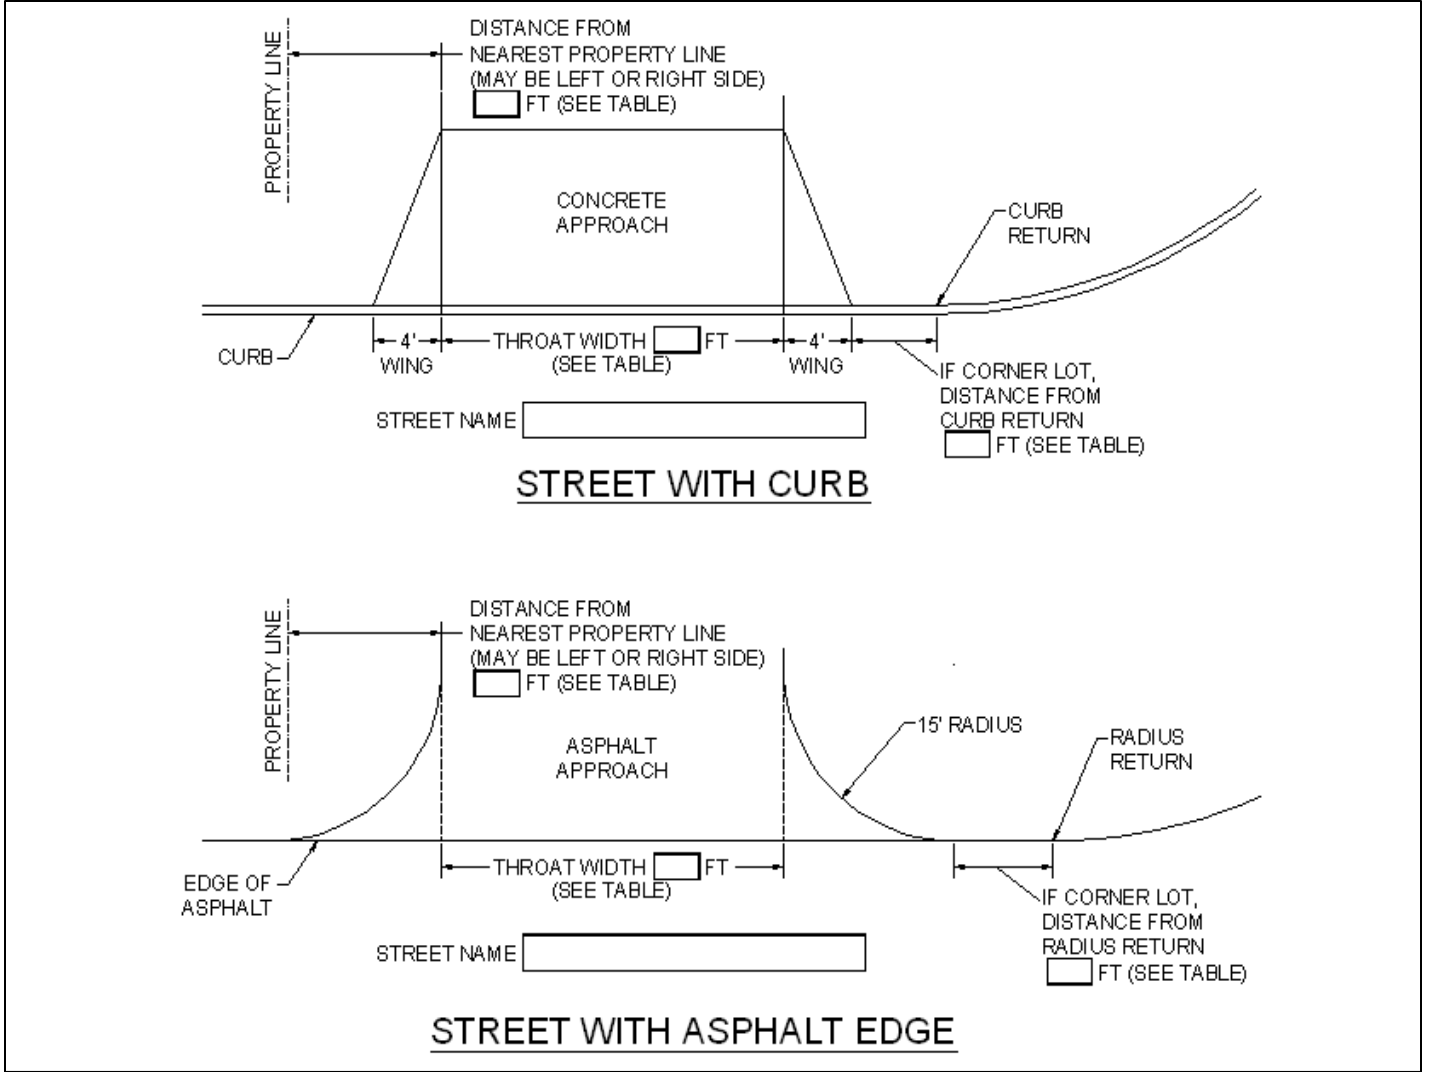 PROPERTY LINE
DISTANCE FROM
NEAREST PROPERTY LINE
(MAY BE LEFT OR RIGHT SIDE)
FT (SEE TABLE)
CONCRETE
APPROACH
CURB
RETURN
CURB
4'
WING
THROAT WIDTH FT
(SEE TABLE)
4'
WING
IF CORNER LOT,
DISTANCE FROM
CURB RETURN
FT (SEE TABLE)
STREET NAME
STREET WITH CURB
PROPERTY LINE
DISTANCE FROM
NEAREST PROPERTY LINE
(MAY BE LEFT OR RIGHT SIDE)
FT (SEE TABLE)
ASPHALT
APPROACH
15' RADIUS
RADIUS
RETURN
EDGE OF
ASPHALT
THROAT WIDTH FT
(SEE TABLE)
IF CORNER LOT,
DISTANCE FROM
RADIUS RETURN
FT (SEE TABLE)
STREET NAME
STREET WITH ASPHALT EDGE